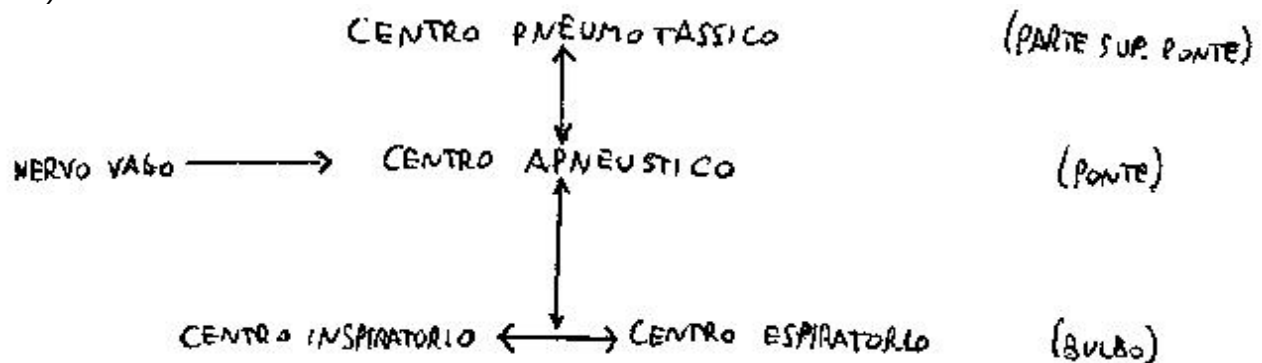 CENTRO PNEUMOTASSICO (PARTE SUP. PONTE)
NERVO VAGO CENTRO APNEUSTICO (PONTE)
CENTRO INSPIRATORIO CENTRO ESPIRATORIO (BULBO)